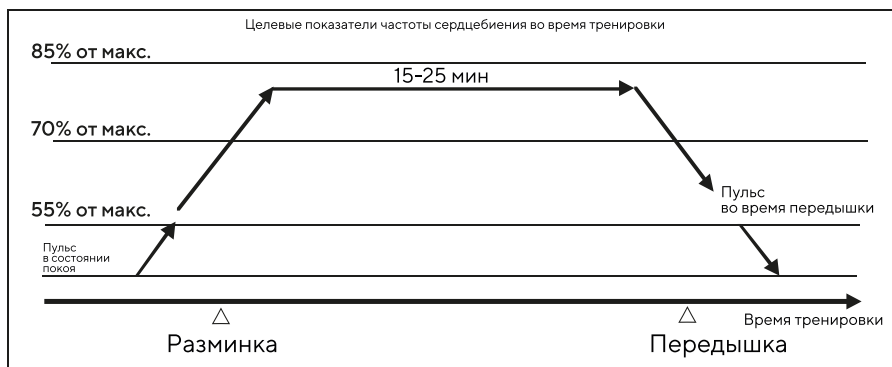 Целевые показатели частоты сердцебиения во время тренировки
85% от макс.
15-25 мин
70% от макс.
Пульс
во время передышки
55% от макс.
Пульс
в состоянии
покоя
Время тренировки
Разминка
Передышка